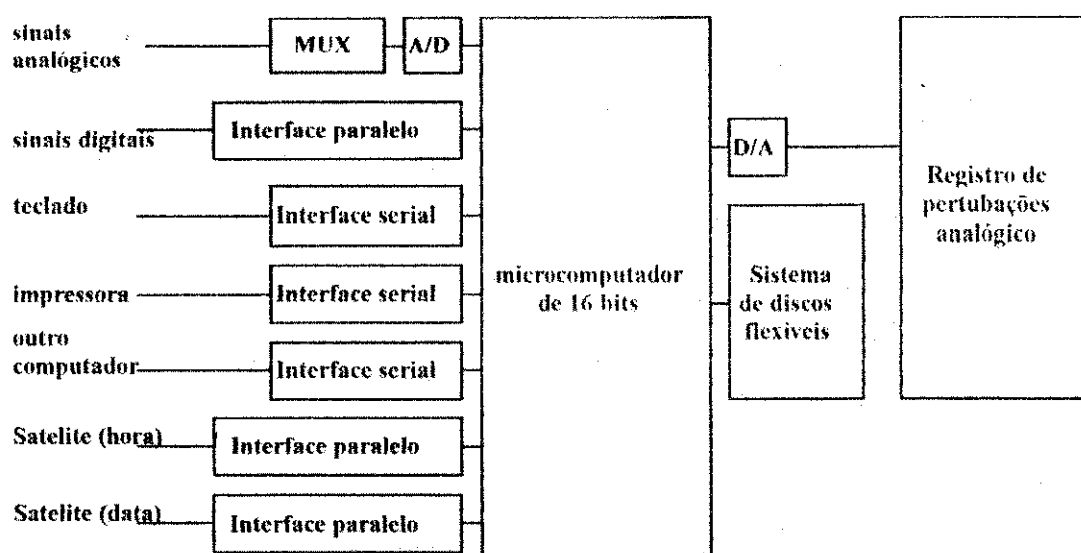 sinais
analógicos
MUX
A/D
sinais digitais
Interface paralelo
teclado
Interface serial
impressora
Interface serial
outro
computador
Interface serial
Satelite (hora)
Interface paralelo
Satelite (data)
Interface paralelo
microcomputador
de 16 bits
D/A
Sistema
de discos
flexiveis
Registro de
pertubações
analógico